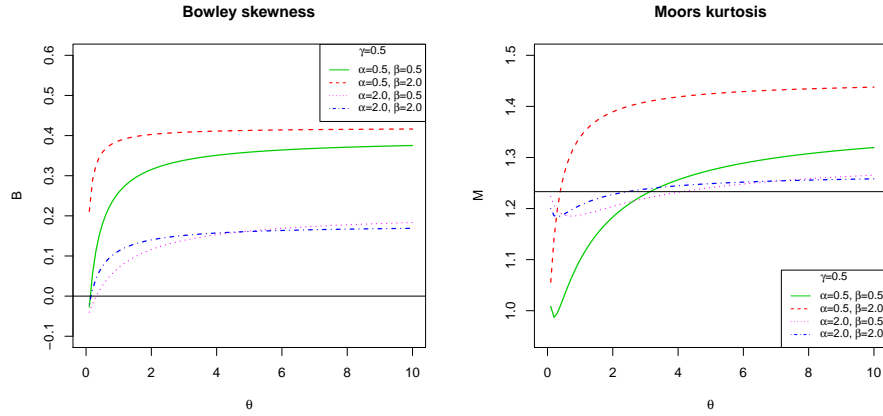 Bowley skewness
B
0.6
0.5
0.4
0.3
0.2
0.1
0.0
−0.1
γ=0.5
α=0.5, β=0.5
α=0.5, β=2.0
α=2.0, β=0.5
α=2.0, β=2.0
0 2 4 6 8 10
θ
Moors kurtosis
M
1.5
1.4
1.3
1.2
1.1
1.0
γ=0.5
α=0.5, β=0.5
α=0.5, β=2.0
α=2.0, β=0.5
α=2.0, β=2.0
0 2 4 6 8 10
θ